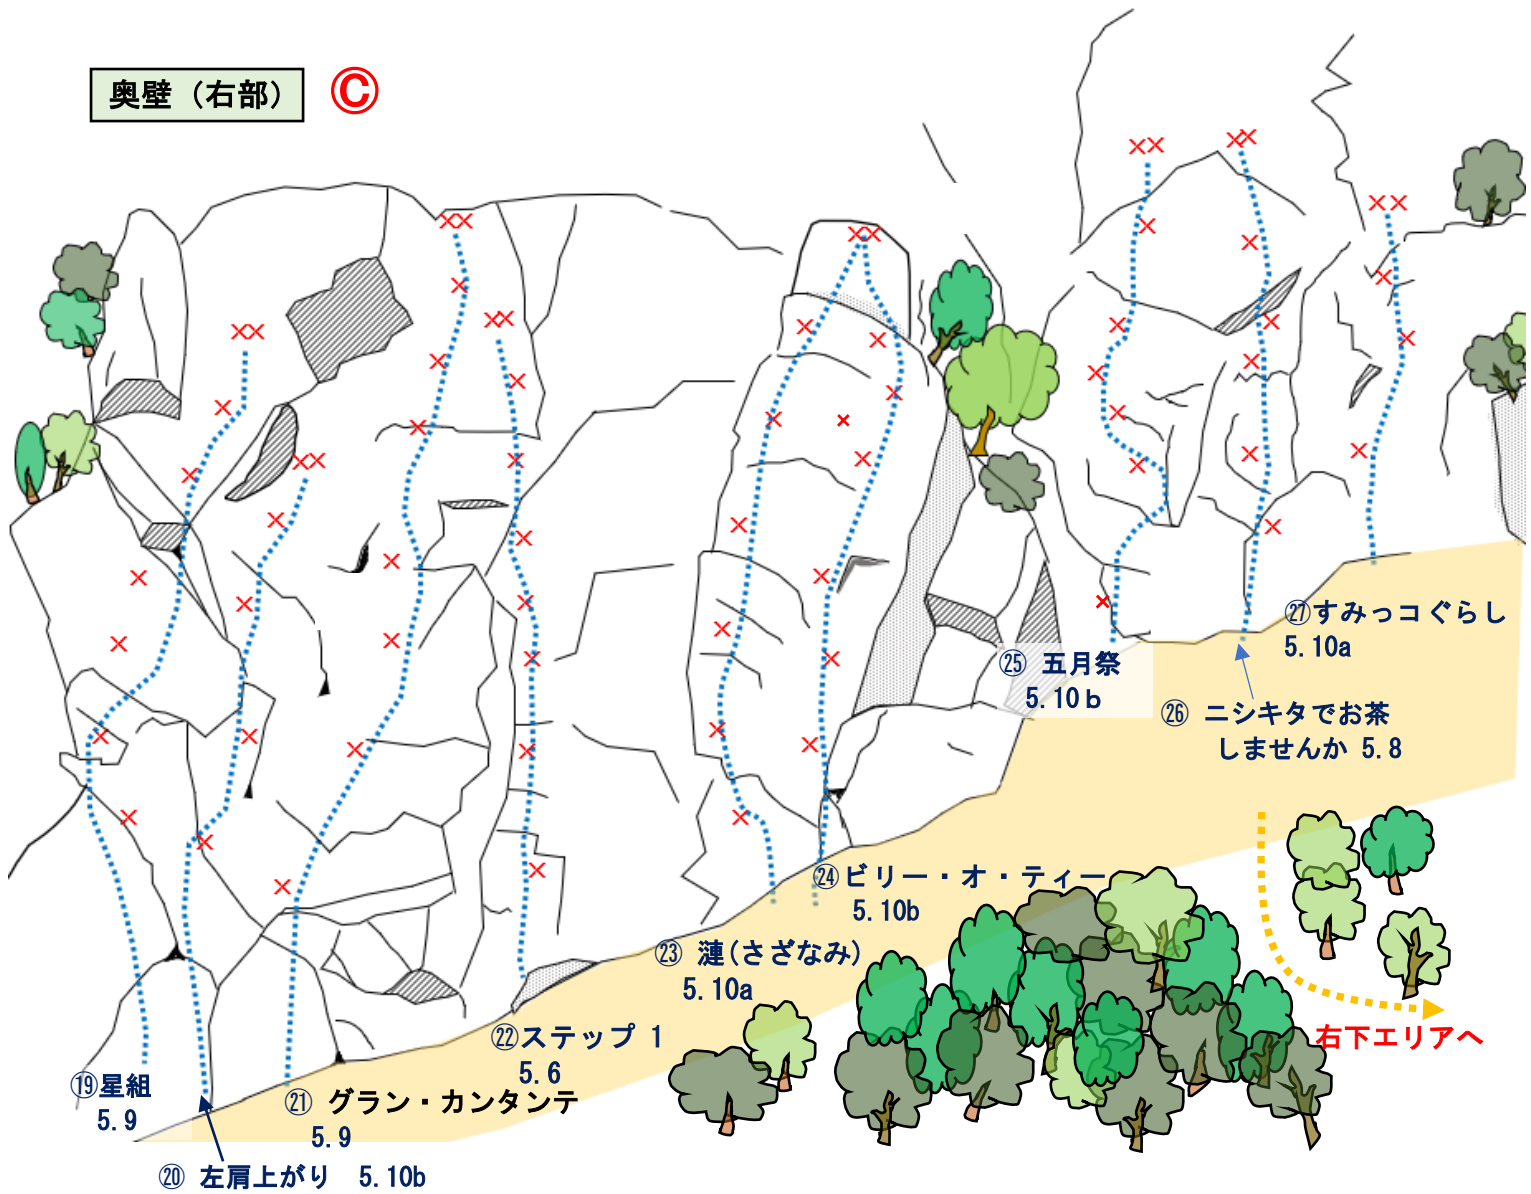 奥壁（右部）
Ⓒ
⑲星組
5.9
⑳ 左肩上がり 5.10b
㉑ グラン・カンタンテ
5.9
㉒ステップ 1
5.6
㉓ 漣(さざなみ)
5.10a
㉔ビリー・オ・ティー
5.10b
㉕ 五月祭
5.10ｂ
㉖ ニシキタでお茶
しませんか 5.8
㉗すみっコぐらし
5.10a
右下エリアへ